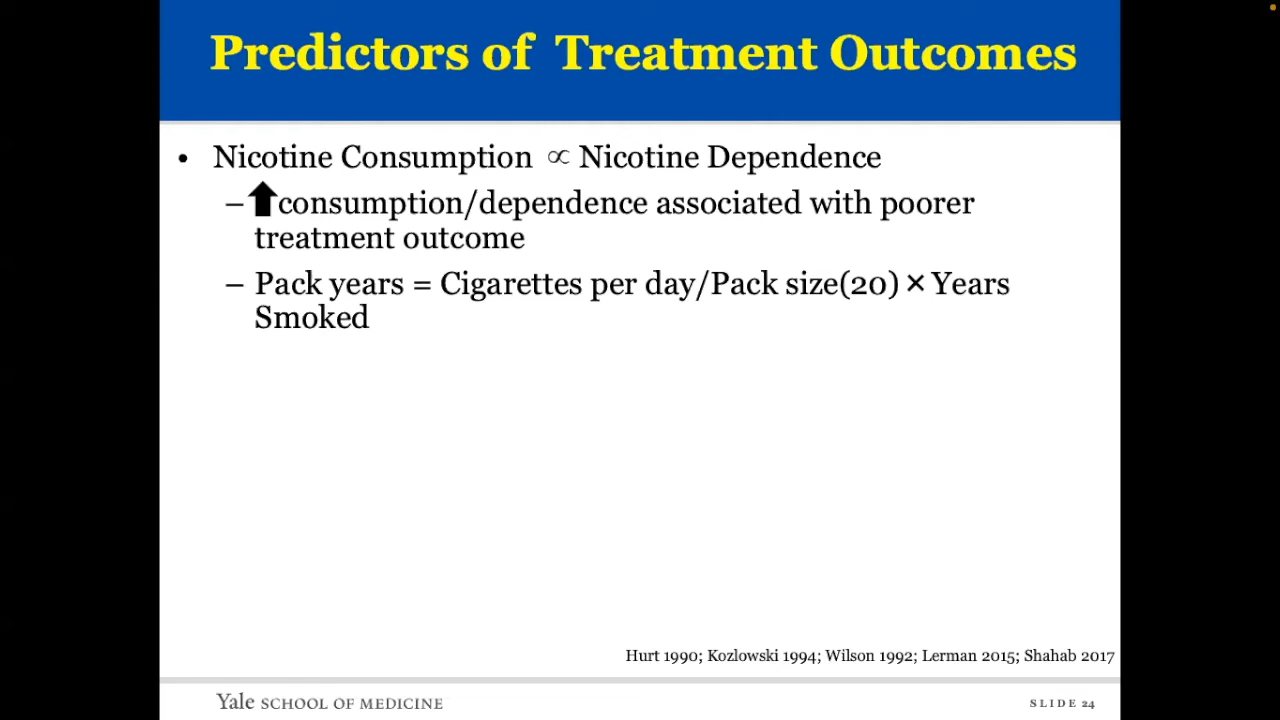 Predictors of Treatment Outcomes
• Nicotine Consumption ∝ Nicotine Dependence
–⬆consumption/dependence associated with poorer
treatment outcome
– Pack years = Cigarettes per day/Pack size(20) × Years
Smoked
Hurt 1990; Kozlowski 1994; Wilson 1992; Lerman 2015; Shahab 2017
Yale SCHOOL OF MEDICINE
SLIDE 24